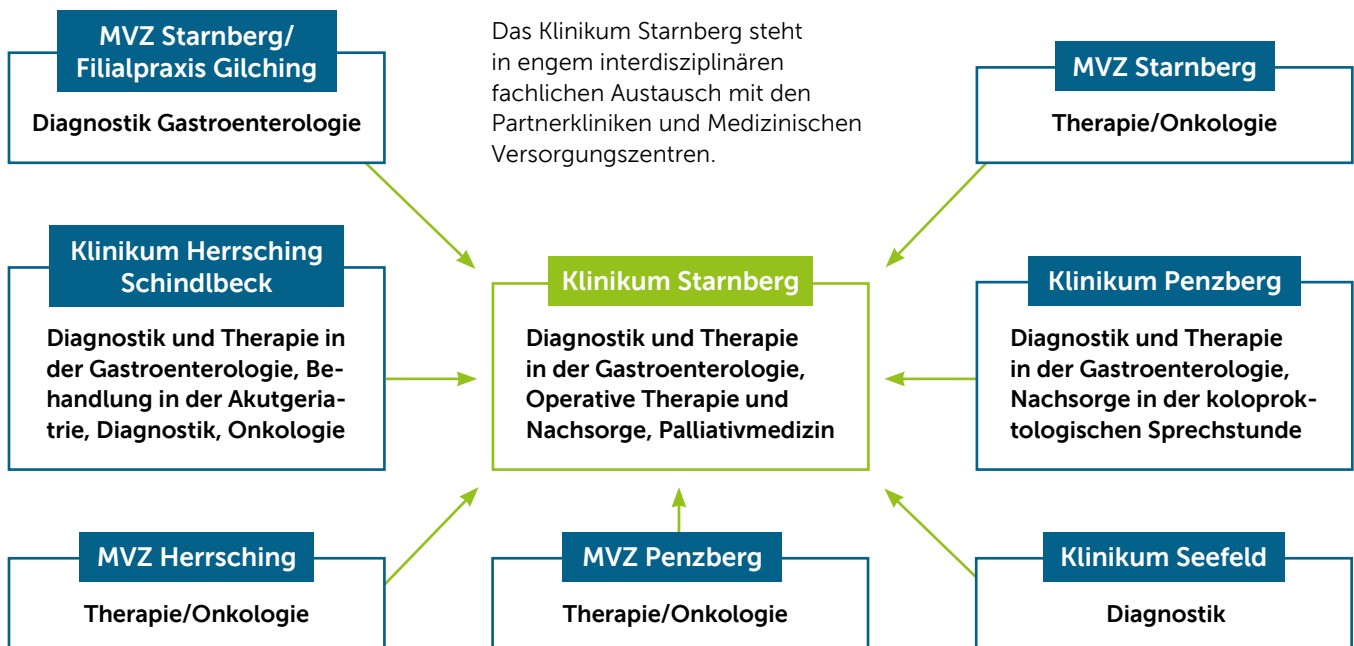 MVZ Starnberg/
Filialpraxis Gilching
Diagnostik Gastroenterologie
Das Klinikum Starnberg steht
in engem interdisziplinären
fachlichen Austausch mit den
Partnerkliniken und Medizinischen
Versorgungszentren.
MVZ Starnberg
Therapie/Onkologie
Klinikum Herrsching
Schindlbeck
Diagnostik und Therapie in
der Gastroenterologie, Be-
handlung in der Akutgeria-
trie, Diagnostik, Onkologie
Klinikum Starnberg
Diagnostik und Therapie
in der Gastroenterologie,
Operative Therapie und
Nachsorge, Palliativmedizin
Klinikum Penzberg
Diagnostik und Therapie
in der Gastroenterologie,
Nachsorge in der koloprok-
tologischen Sprechstunde
MVZ Herrsching
Therapie/Onkologie
MVZ Penzberg
Therapie/Onkologie
Klinikum Seefeld
Diagnostik